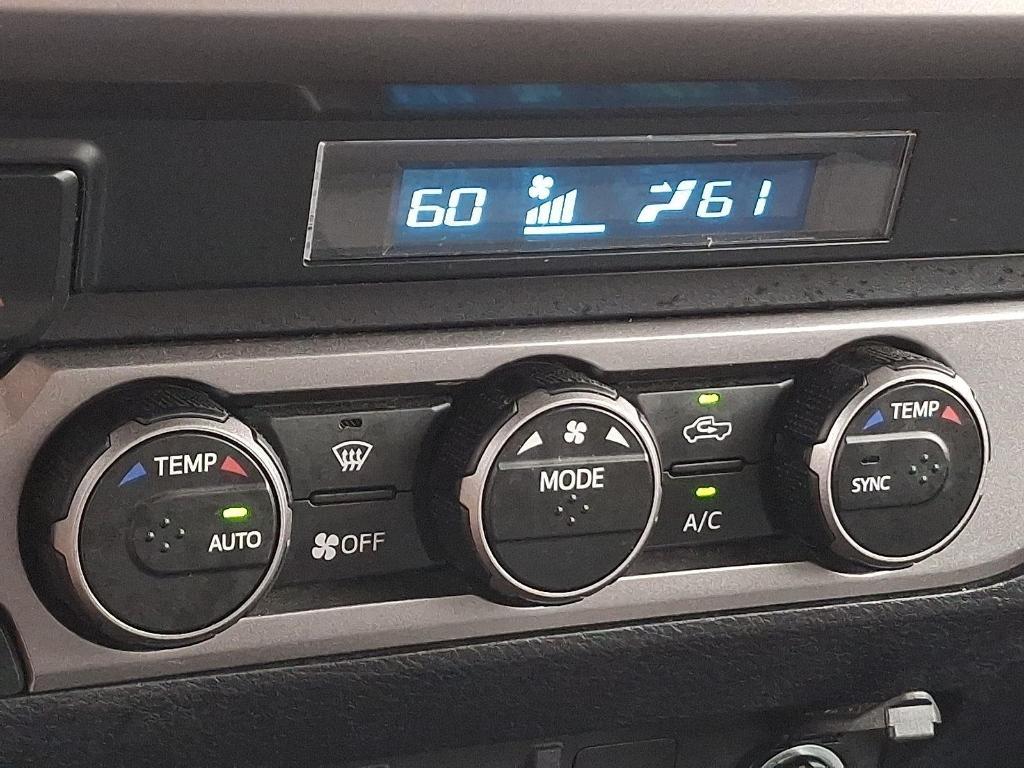 60 61
TEMP
AUTO
OFF
MODE
A/C
TEMP
SYNC